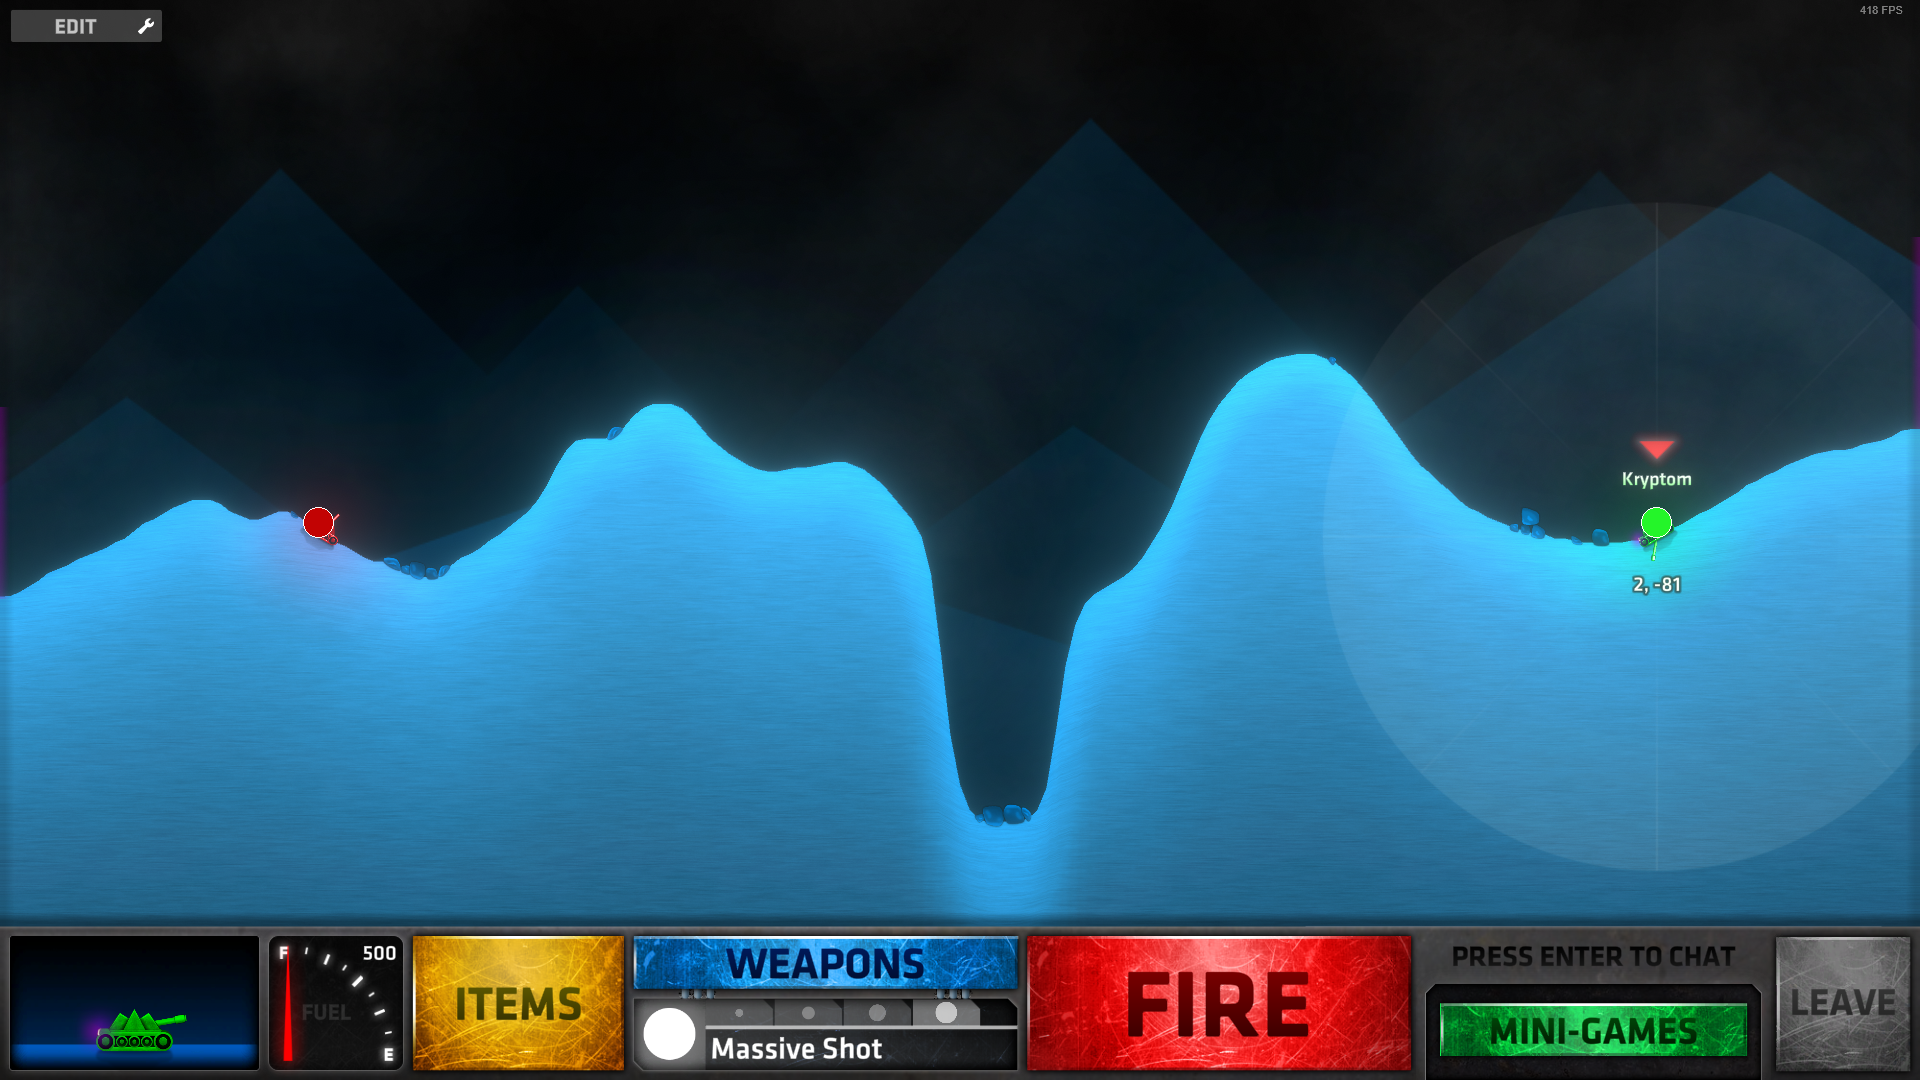 EDIT
418 FPS
Kryptom
2, -81
F
500
FUEL
E
ITEMS
WEAPONS
Massive Shot
FIRE
PRESS ENTER TO CHAT
MINI-GAMES
LEAVE